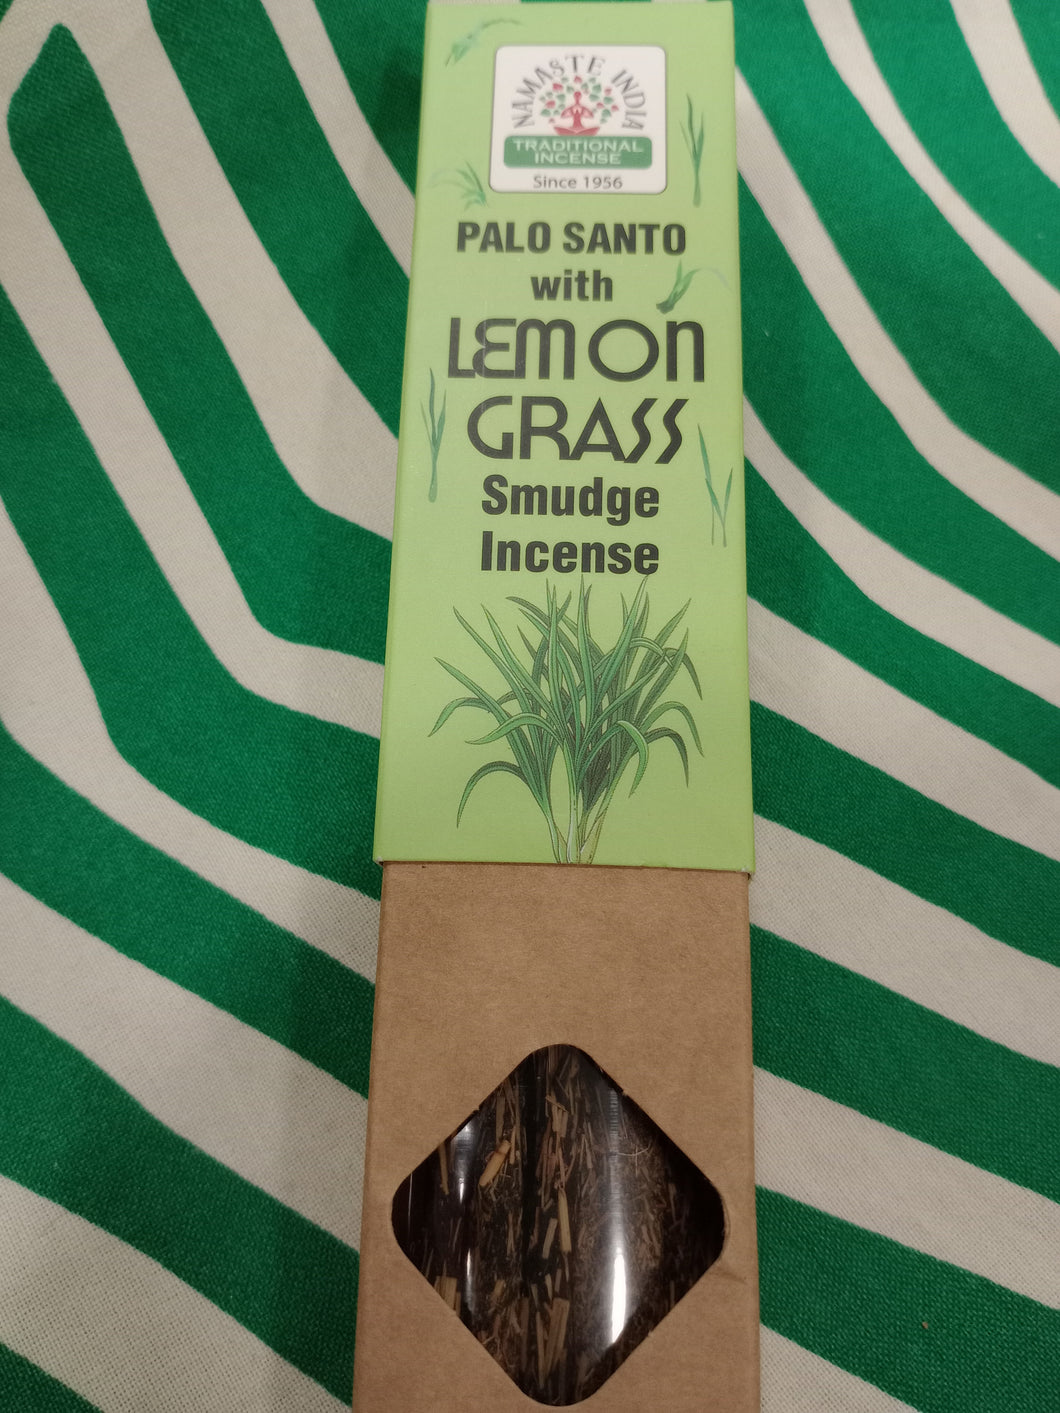 NAMASTE INDIA
TRADITIONAL
INCENSE
Since 1956
PALO SANTO
with
LEMON
GRASS
Smudge
Incense